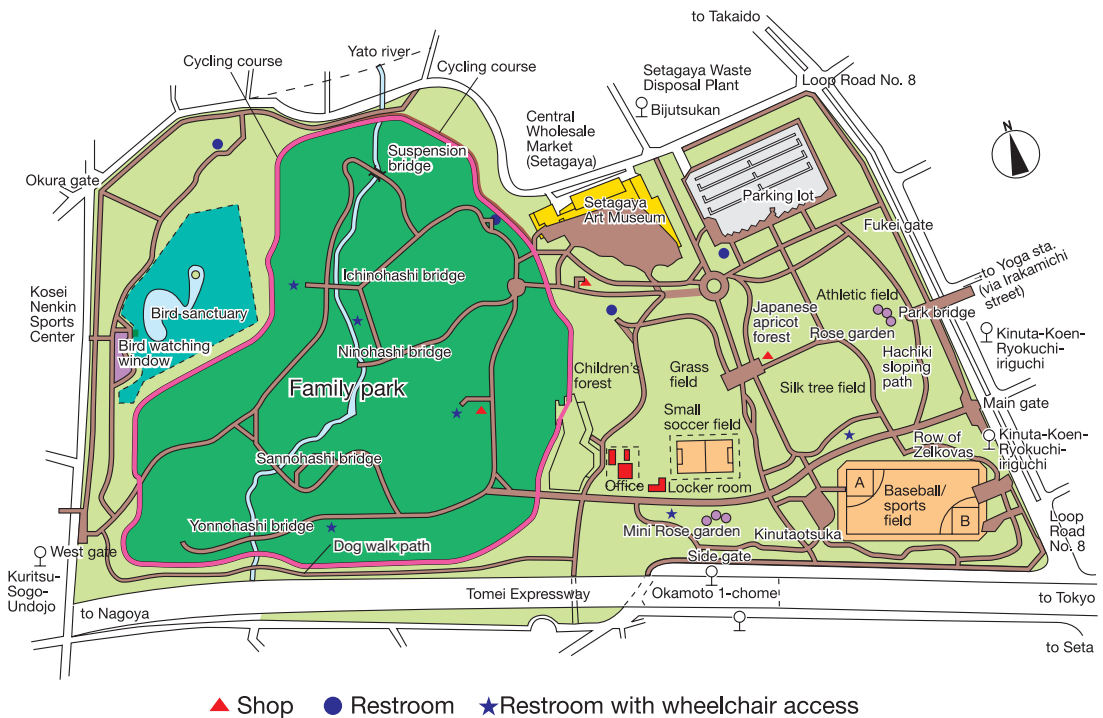 to Takaido
Yato river
Cycling course
Cycling course
Setagaya Waste
Disposal Plant
Loop Road No. 8
Bijutsukan
Central
Wholesale
Market
(Setagaya)
N
Suspension
bridge
Okura gate
Setagaya
Art Museum
Parking lot
Fukei gate
to Yoga sta.
(via Irakamichi
street)
Ichinohashi bridge
Kosei
Nenkin
Sports
Center
Bird sanctuary
Bird watching
window
Japanese
apricot
forest
Athletic field
Park bridge
Rose garden
Kinuta-Koen-
Ryokuchi-
iriguchi
Ninohashi bridge
Children's
forest
Grass
field
Hachiki
sloping
path
Family park
Silk tree field
Small
soccer field
Main gate
Row of
Zelkovas
Kinuta-Koen-
Ryokuchi-
iriguchi
Sannohashi bridge
Office
Locker room
A
Baseball/
sports
field
B
Yonnohashi bridge
Mini Rose garden
Kinutaotsuka
Loop
Road
No. 8
Dog walk path
West gate
Side gate
Kuritsu-
Sogo-
Undojo
to Nagoya
Tomei Expressway
Okamoto 1-chome
to Tokyo
to Seta
Shop
Restroom
Restroom with wheelchair access